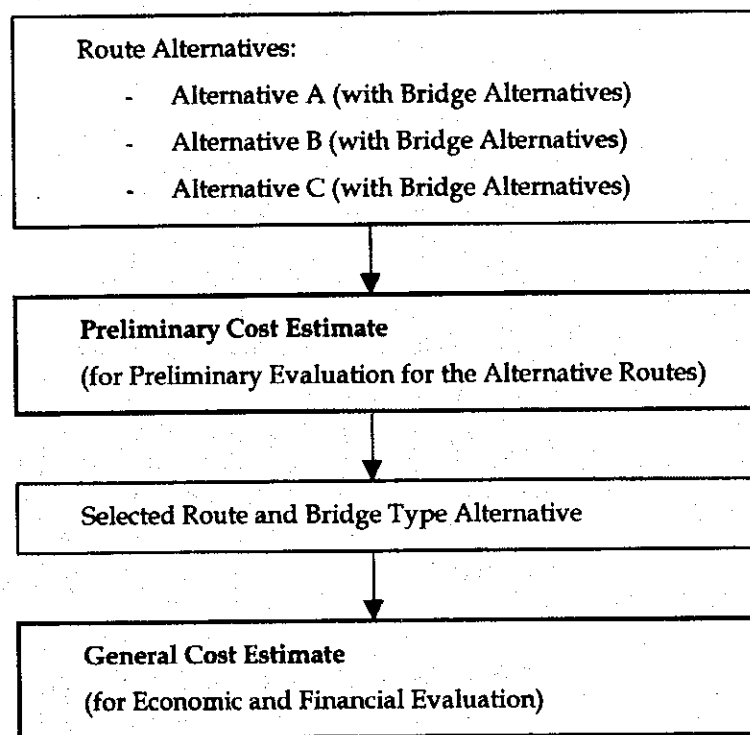 Route Alternatives:
- Alternative A (with Bridge Alternatives)
- Alternative B (with Bridge Alternatives)
- Alternative C (with Bridge Alternatives)
Preliminary Cost Estimate
(for Preliminary Evaluation for the Alternative Routes)
Selected Route and Bridge Type Alternative
General Cost Estimate
(for Economic and Financial Evaluation)